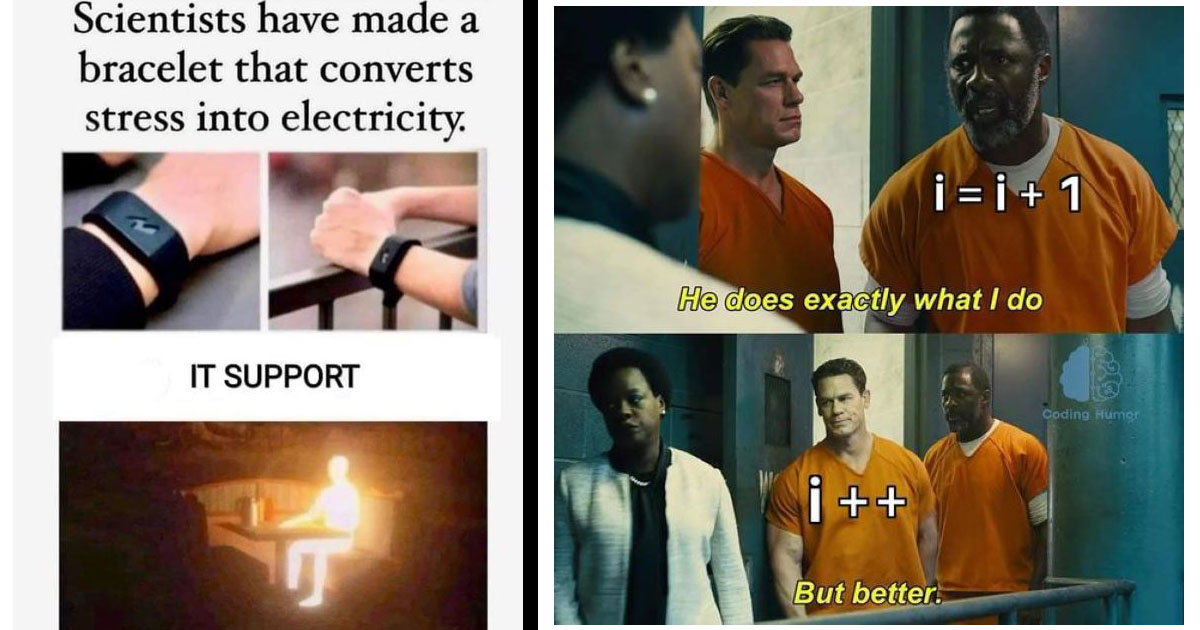 Scientists have made a
bracelet that converts
stress into electricity.
IT SUPPORT
i = i + 1
He does exactly what I do
Coding Humor
i ++
But better.